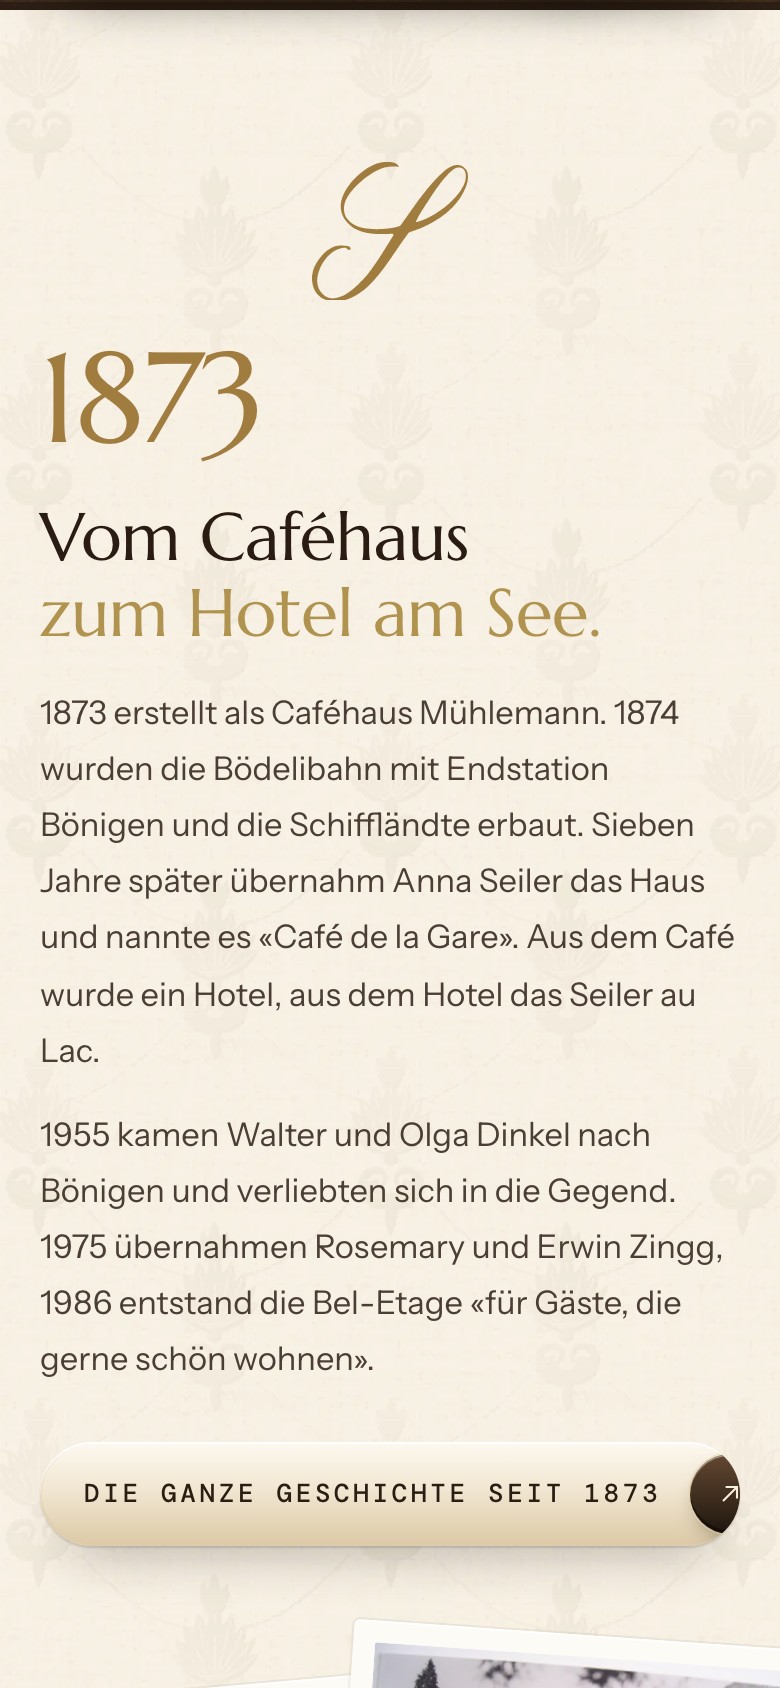 S
1873
Vom Caféhaus
zum Hotel am See.
1873 erstellt als Caféhaus Mühlemann. 1874
wurden die Bödelibahn mit Endstation
Bönigen und die Schiffländte erbaut. Sieben
Jahre später übernahm Anna Seiler das Haus
und nannte es «Café de la Gare». Aus dem Café
wurde ein Hotel, aus dem Hotel das Seiler au
Lac.
1955 kamen Walter und Olga Dinkel nach
Bönigen und verliebten sich in die Gegend.
1975 übernahmen Rosemary und Erwin Zingg,
1986 entstand die Bel-Etage «für Gäste, die
gerne schön wohnen».
DIE GANZE GESCHICHTE SEIT 1873